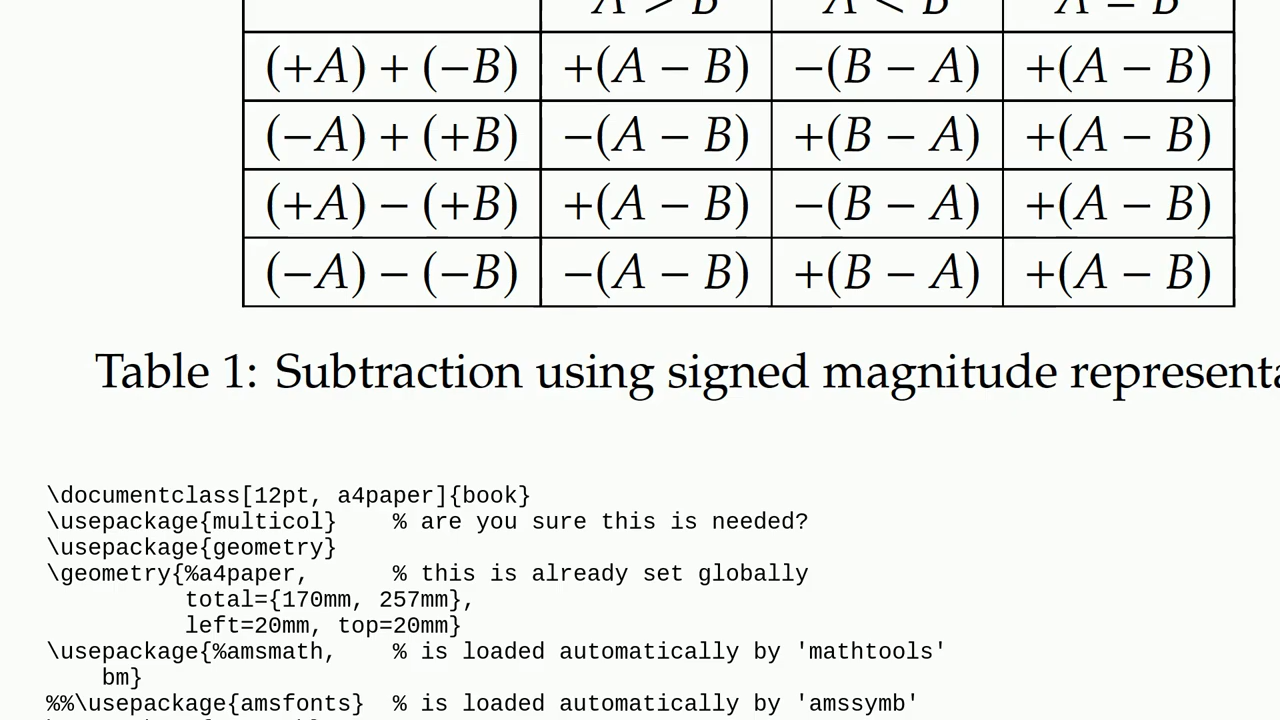 A > B A < B A = B
(+A) + (−B) +(A − B) −(B − A) +(A − B)
(−A) + (+B) −(A − B) +(B − A) +(A − B)
(+A) − (+B) +(A − B) −(B − A) +(A − B)
(−A) − (−B) −(A − B) +(B − A) +(A − B)
Table 1: Subtraction using signed magnitude representa
\documentclass[12pt, a4paper]{book}
\usepackage{multicol}    % are you sure this is needed?
\usepackage{geometry}
\geometry{%a4paper,      % this is already set globally
          total={170mm, 257mm},
          left=20mm, top=20mm}
\usepackage{%amsmath,    % is loaded automatically by 'mathtools'
    bm}
%%\usepackage{amsfonts}  % is loaded automatically by 'amssymb'